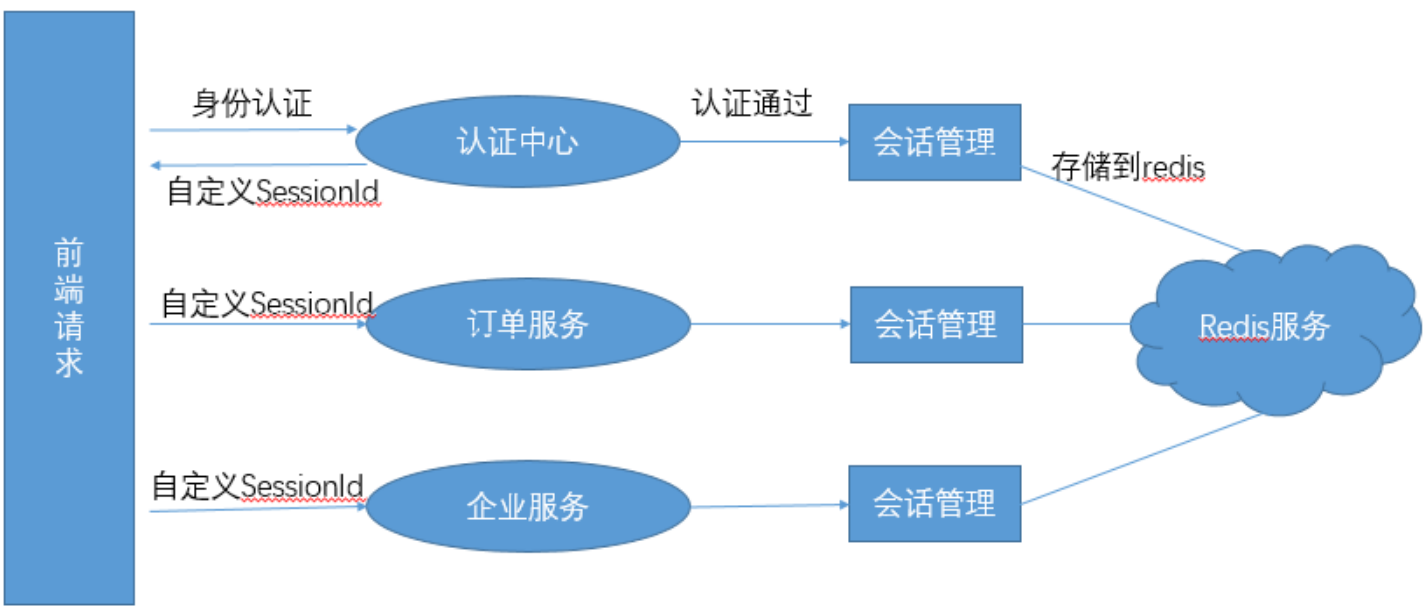 身份认证
认证中心
认证通过
会话管理
存储到redis
自定义SessionId
前
端
请
求
自定义SessionId
订单服务
会话管理
Redis服务
自定义SessionId
企业服务
会话管理